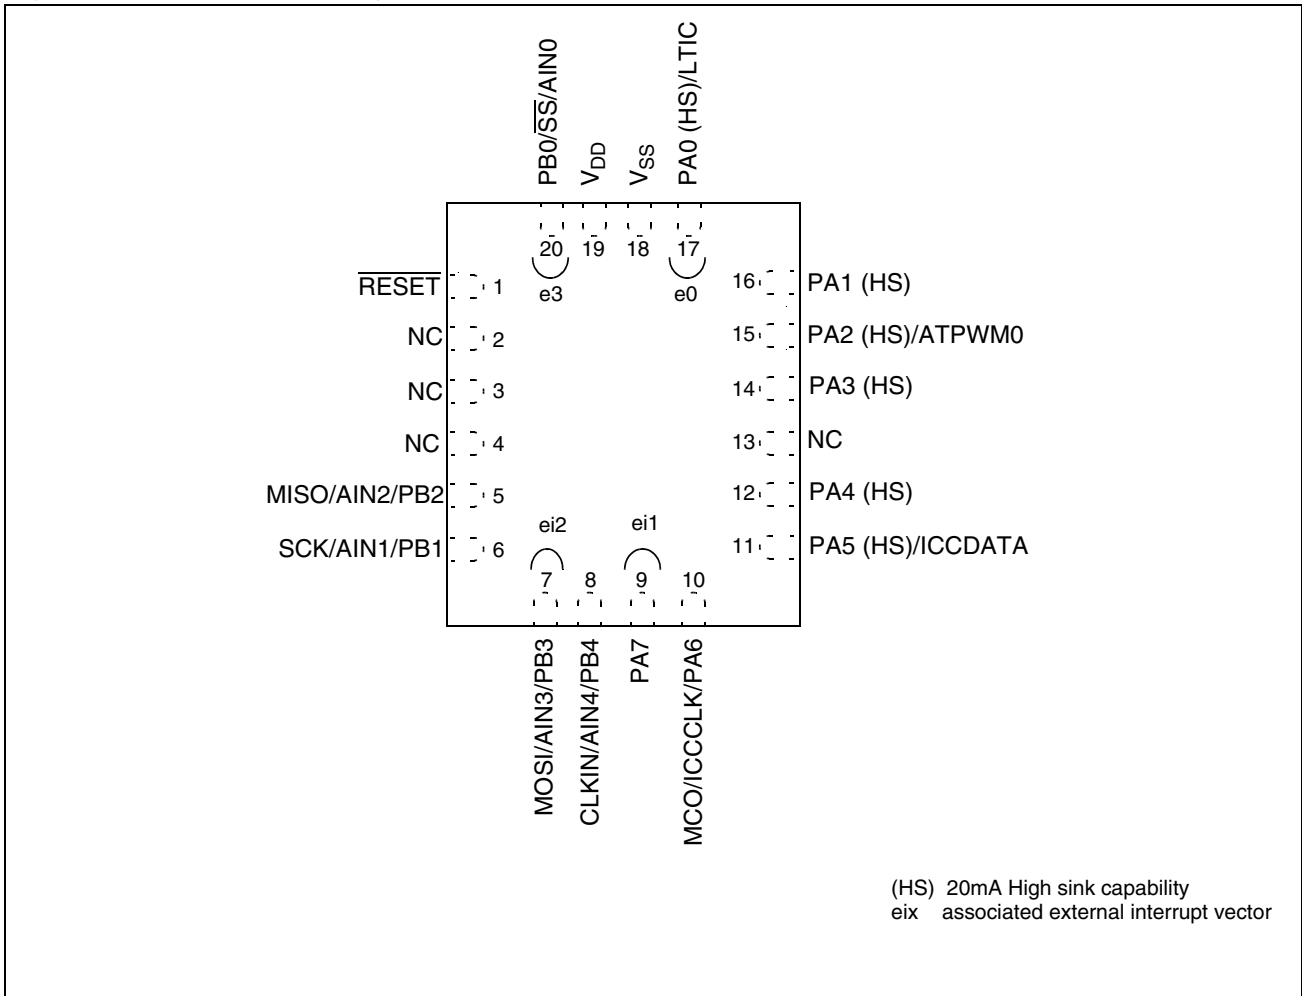 PB0/SS/AIN0
VDD
VSS
PA0 (HS)/LTIC
20
19
18
17
e3
e0
RESET
1
NC
2
NC
3
NC
4
MISO/AIN2/PB2
5
SCK/AIN1/PB1
6
16
PA1 (HS)
15
PA2 (HS)/ATPWM0
14
PA3 (HS)
13
NC
12
PA4 (HS)
11
PA5 (HS)/ICCDATA
ei2
ei1
7
8
9
10
MOSI/AIN3/PB3
CLKIN/AIN4/PB4
PA7
MCO/ICCCLK/PA6
(HS) 20mA High sink capability
eix associated external interrupt vector